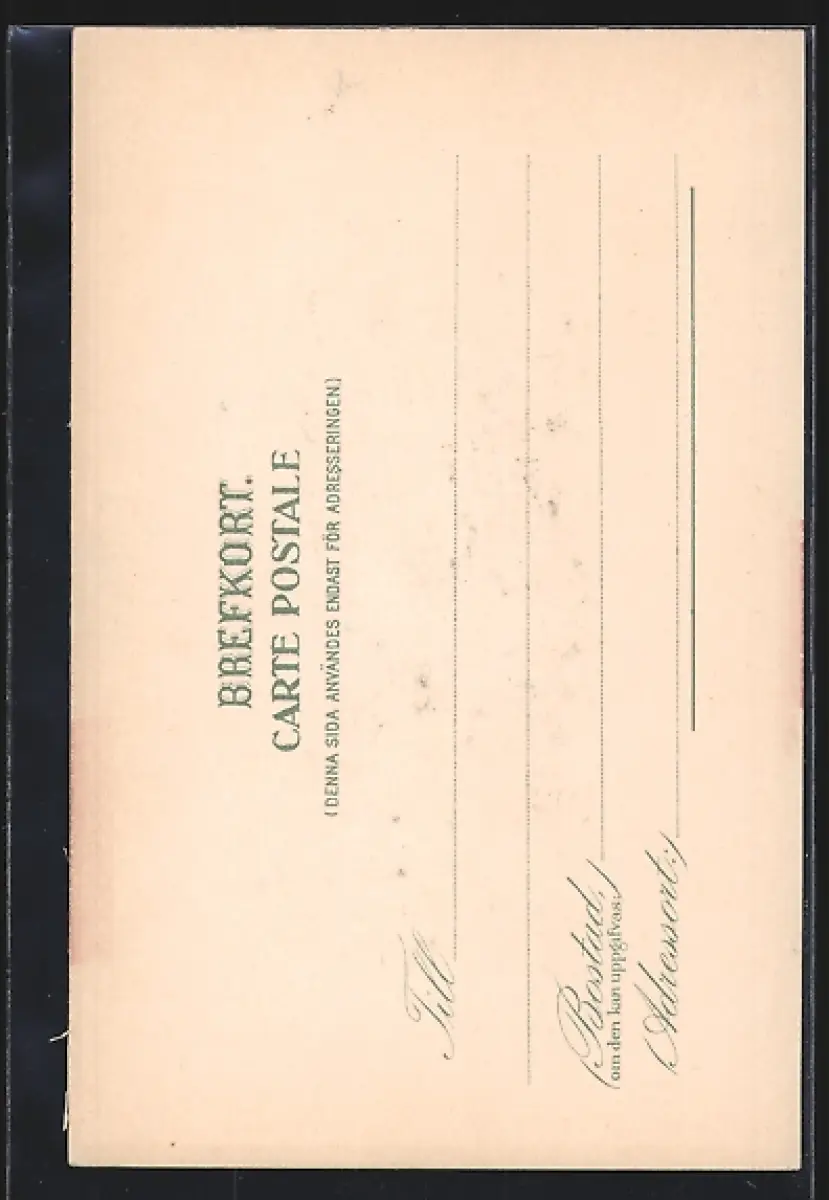 BREFKORT.
CARTE POSTALE
(DENNA SIDA ANVÄNDES ENDAST FÖR ADRESSERINGEN)
Till
(Bostad,)
(om den kan uppgifvas:)
(Adressort:)